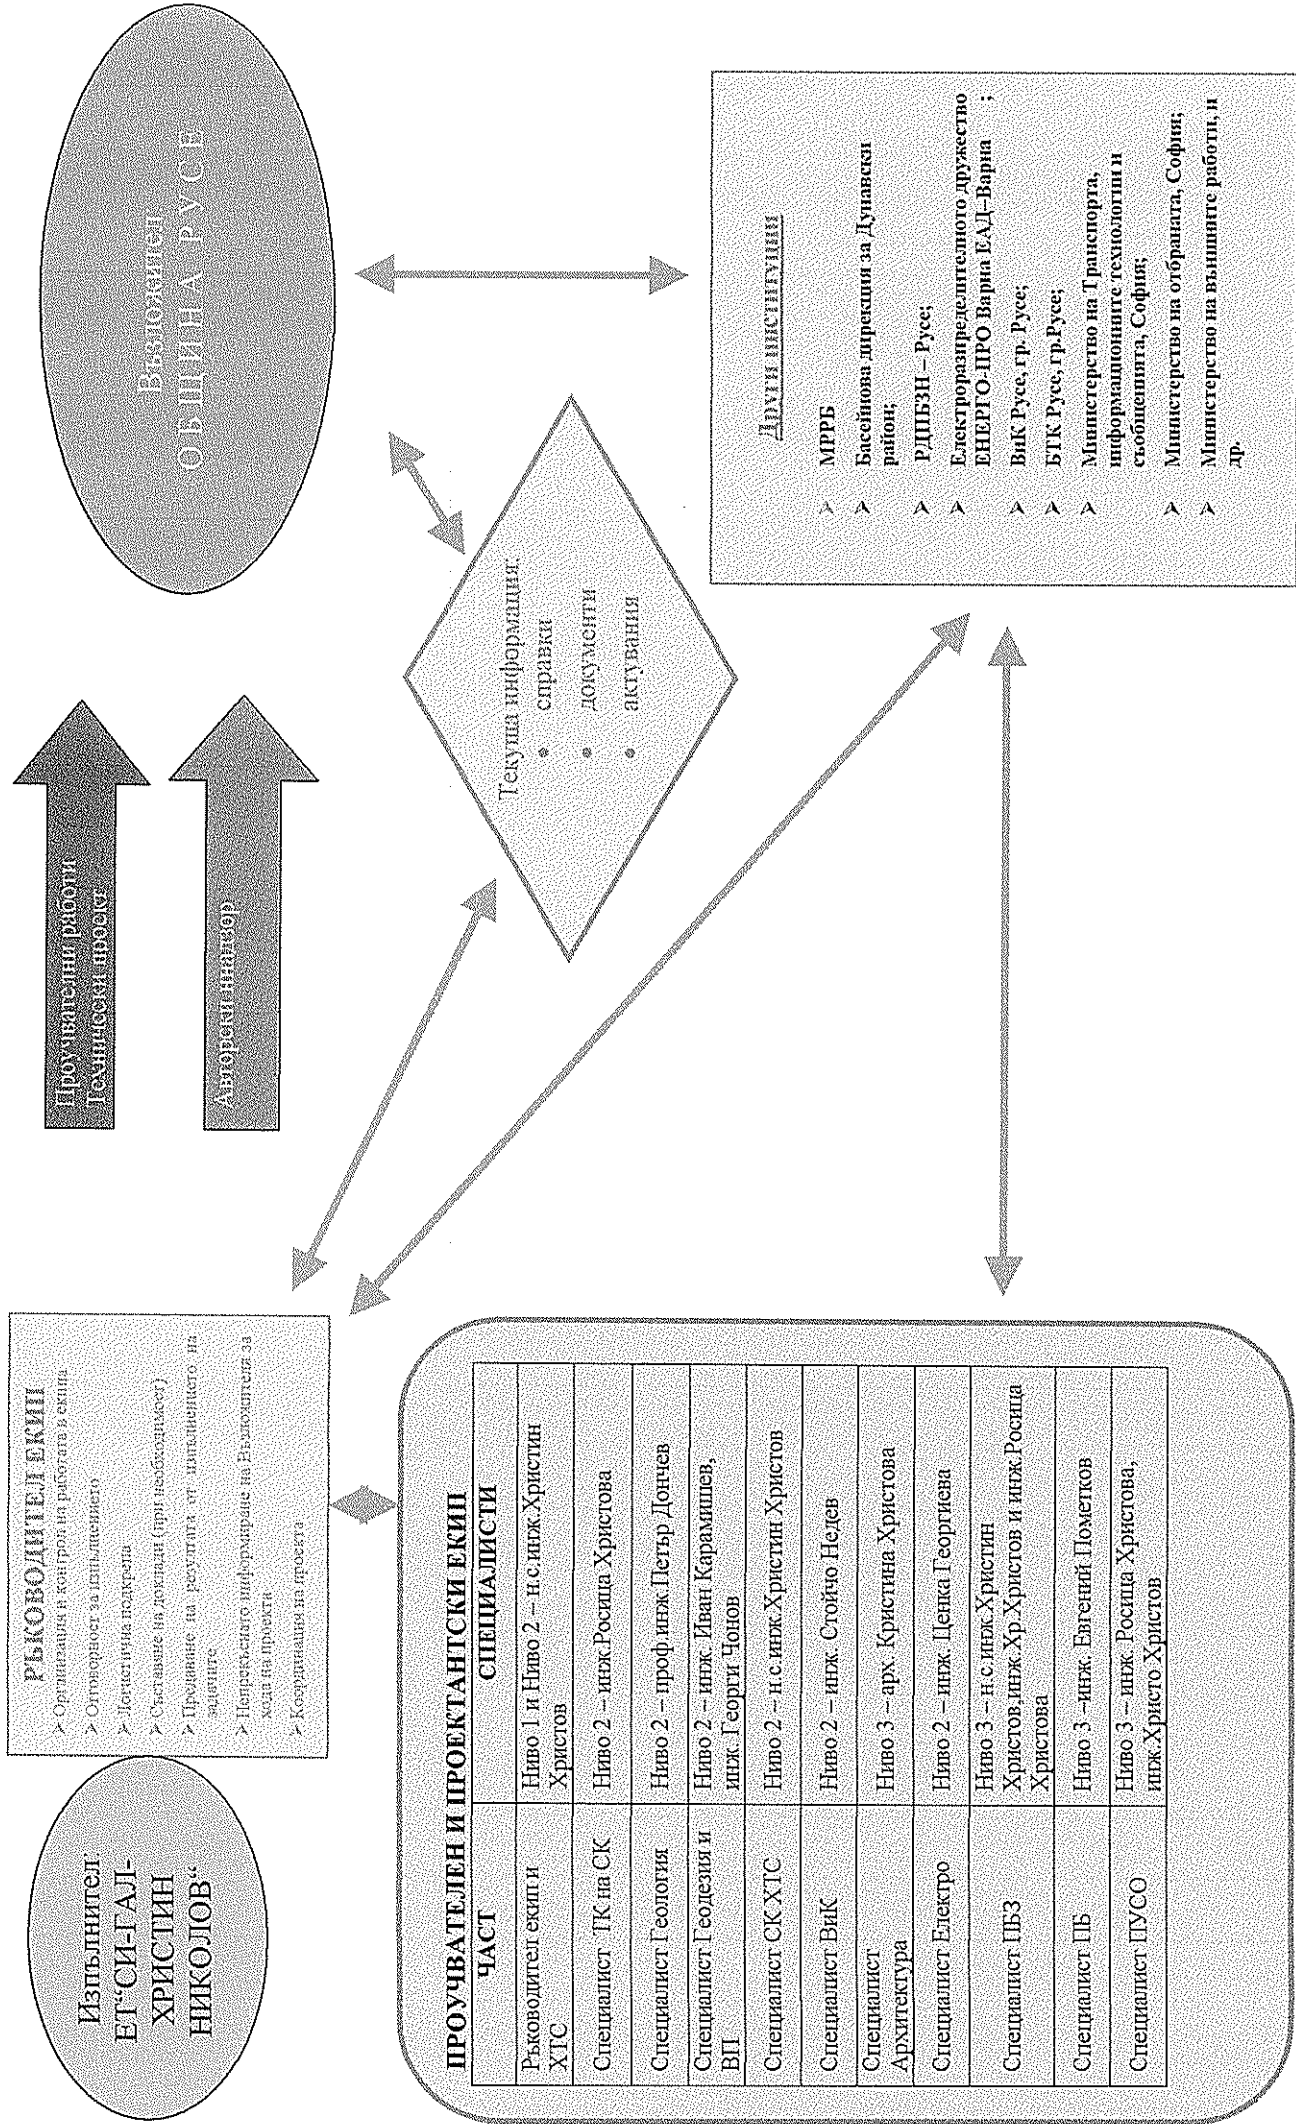 Изпълнител:
ЕТ“СИ-ГАЛ-
ХРИСТИН
НИКОЛОВ“
РЪКОВОДИТЕЛ ЕКИП
➢ Организация и контрол но работата в екипа
➢ Отговорност за изпълнението
➢ Логистична подкрепа
➢ Съставяне на доклади (при необходимост)
➢ Предаване на резултата от изпълнението на
задачите
➢ Непрекъснато информиране на Възложителя за
хода на проекта
➢ Координация на проекта
Проучвателни работи
Технически проект
Авторски надзор
Възложител
ОБЩИНА РУСЕ
Текуща информация:
• справки
• документи
• актувания
ПРОУЧВАТЕЛЕН И ПРОЕКТАНТСКИ ЕКИП
ЧАСТ СПЕЦИАЛИСТИ
Ръководител екип и Ниво 1 и Ниво 2 – н.с.инж.Христин
ХТС Христов
Специалист ТК на СК Ниво 2 – инж.Росица Христова
Специалист Геология Ниво 2 – проф.инж.Петър Дончев
Специалист Геодезия и Ниво 2 – инж. Иван Карамишев,
ВП инж. Георги Чонов
Специалист СК ХТС Ниво 2 – н.с.инж.Христин Христов
Специалист ВиК Ниво 2 – инж. Стойчо Недев
Специалист Ниво 3 – арх. Кристина Христова
Архитектура
Специалист Електро Ниво 2 – инж. Ценка Георгиева
Специалист ПБЗ Ниво 3 – н.с.инж.Христин
Христов,инж.Хр.Христов и инж.Росица
Христова
Специалист ПБ Ниво 3 –инж. Евгений Пометков
Специалист ПУСО Ниво 3 – инж. Росица Христова,
инж.Христо Христов
Други институции
➢ МРРБ
➢ Басейнова дирекция за Дунавски
район;
➢ РДПБЗН – Русе;
➢ Електроразпределителното дружество
ЕНЕРГО-ПРО Варна ЕАД–Варна ;
➢ ВиК Русе, гр. Русе;
➢ БТК Русе, гр.Русе;
➢ Министерство на Транспорта,
информационните технологии и
съобщенията, София;
➢ Министерство на отбраната, София;
➢ Министерство на външните работи, и
др.